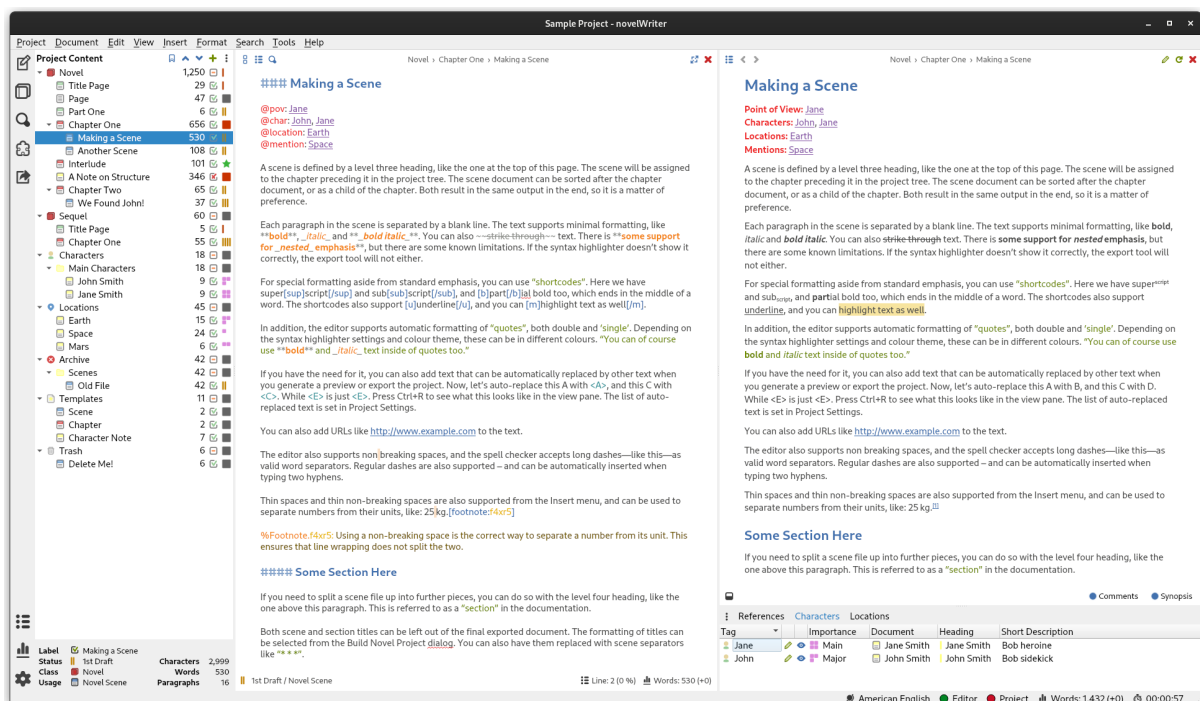 Sample Project - novelWriter
Project Document Edit View Insert Format Search Tools Help
Project Content
Novel 1,250
Title Page 29
Page 47
Part One 6
Chapter One 656
Making a Scene 530
Another Scene 108
Interlude 101
A Note on Structure 346
Chapter Two 65
We Found John! 37
Sequel 60
Title Page 5
Chapter One 55
Characters 18
Main Characters 18
John Smith 9
Jane Smith 9
Locations 45
Earth 15
Space 24
Mars 6
Archive 42
Scenes 42
Old File 42
Templates 11
Scene 2
Chapter 2
Character Note 7
Trash 6
Delete Me! 6
Label Making a Scene
Status 1st Draft Characters 2,999
Class Novel Words 530
Usage Novel Scene Paragraphs 16
Novel › Chapter One › Making a Scene
### Making a Scene
@pov: Jane
@char: John, Jane
@location: Earth
@mention: Space
A scene is defined by a level three heading, like the one at the top of this page. The scene will be assigned
to the chapter preceding it in the project tree. The scene document can be sorted after the chapter
document, or as a child of the chapter. Both result in the same output in the end, so it is a matter of
preference.
Each paragraph in the scene is separated by a blank line. The text supports minimal formatting, like
**bold**, _italic_ and **_bold italic_**. You can also ~~strike through~~ text. There is **some support
for _nested_ emphasis**, but there are some known limitations. If the syntax highlighter doesn't show it
correctly, the export tool will not either.
For special formatting aside from standard emphasis, you can use “shortcodes”. Here we have
super[sup]script[/sup] and sub[sub]script[/sub], and [b]part[/b]ial bold too, which ends in the middle of a
word. The shortcodes also support [u]underline[/u], and you can [m]highlight text as well[/m].
In addition, the editor supports automatic formatting of “quotes”, both double and ‘single’. Depending on
the syntax highlighter settings and colour theme, these can be in different colours. “You can of course
use **bold** and _italic_ text inside of quotes too.”
If you have the need for it, you can also add text that can be automatically replaced by other text when
you generate a preview or export the project. Now, let’s auto-replace this A with <A>, and this C with
<C>. While <E> is just <E>. Press Ctrl+R to see what this looks like in the view pane. The list of auto-
replaced text is set in Project Settings.
You can also add URLs like http://www.example.com to the text.
The editor also supports non breaking spaces, and the spell checker accepts long dashes—like this—as
valid word separators. Regular dashes are also supported – and can be automatically inserted when
typing two hyphens.
Thin spaces and thin non-breaking spaces are also supported from the Insert menu, and can be used to
separate numbers from their units, like: 25 kg.[footnote:f4xr5]
%Footnote.f4xr5: Using a non-breaking space is the correct way to separate a number from its unit. This
ensures that line wrapping does not split the two.
#### Some Section Here
If you need to split a scene file up into further pieces, you can do so with the level four heading, like the
one above this paragraph. This is referred to as a “section” in the documentation.
Both scene and section titles can be left out of the final exported document. The formatting of titles can
be selected from the Build Novel Project dialog. You can also have them replaced with scene separators
like “* * *”.
1st Draft / Novel Scene Line: 2 (0 %) Words: 530 (+0)
Novel › Chapter One › Making a Scene
Making a Scene
Point of View: Jane
Characters: John, Jane
Locations: Earth
Mentions: Space
A scene is defined by a level three heading, like the one at the top of this page. The scene will be assigned
to the chapter preceding it in the project tree. The scene document can be sorted after the chapter
document, or as a child of the chapter. Both result in the same output in the end, so it is a matter of
preference.
Each paragraph in the scene is separated by a blank line. The text supports minimal formatting, like bold,
italic and bold italic. You can also strike through text. There is some support for nested emphasis, but
there are some known limitations. If the syntax highlighter doesn't show it correctly, the export tool will
not either.
For special formatting aside from standard emphasis, you can use “shortcodes”. Here we have superscript
and subscript, and partial bold too, which ends in the middle of a word. The shortcodes also support
underline, and you can highlight text as well.
In addition, the editor supports automatic formatting of “quotes”, both double and ‘single’. Depending on
the syntax highlighter settings and colour theme, these can be in different colours. “You can of course use
bold and italic text inside of quotes too.”
If you have the need for it, you can also add text that can be automatically replaced by other text when
you generate a preview or export the project. Now, let’s auto-replace this A with B, and this C with D.
While <E> is just <E>. Press Ctrl+R to see what this looks like in the view pane. The list of auto-replaced
text is set in Project Settings.
You can also add URLs like http://www.example.com to the text.
The editor also supports non breaking spaces, and the spell checker accepts long dashes—like this—as
valid word separators. Regular dashes are also supported – and can be automatically inserted when
typing two hyphens.
Thin spaces and thin non-breaking spaces are also supported from the Insert menu, and can be used to
separate numbers from their units, like: 25 kg.[1]
Some Section Here
If you need to split a scene file up into further pieces, you can do so with the level four heading, like the
one above this paragraph. This is referred to as a “section” in the documentation.
Comments Synopsis
References Characters Locations
Tag Importance Document Heading Short Description
Jane Main Jane Smith Jane Smith Bob heroine
John Major John Smith John Smith Bob sidekick
American English Editor Project Words: 1,432 (+0) 00:00:57